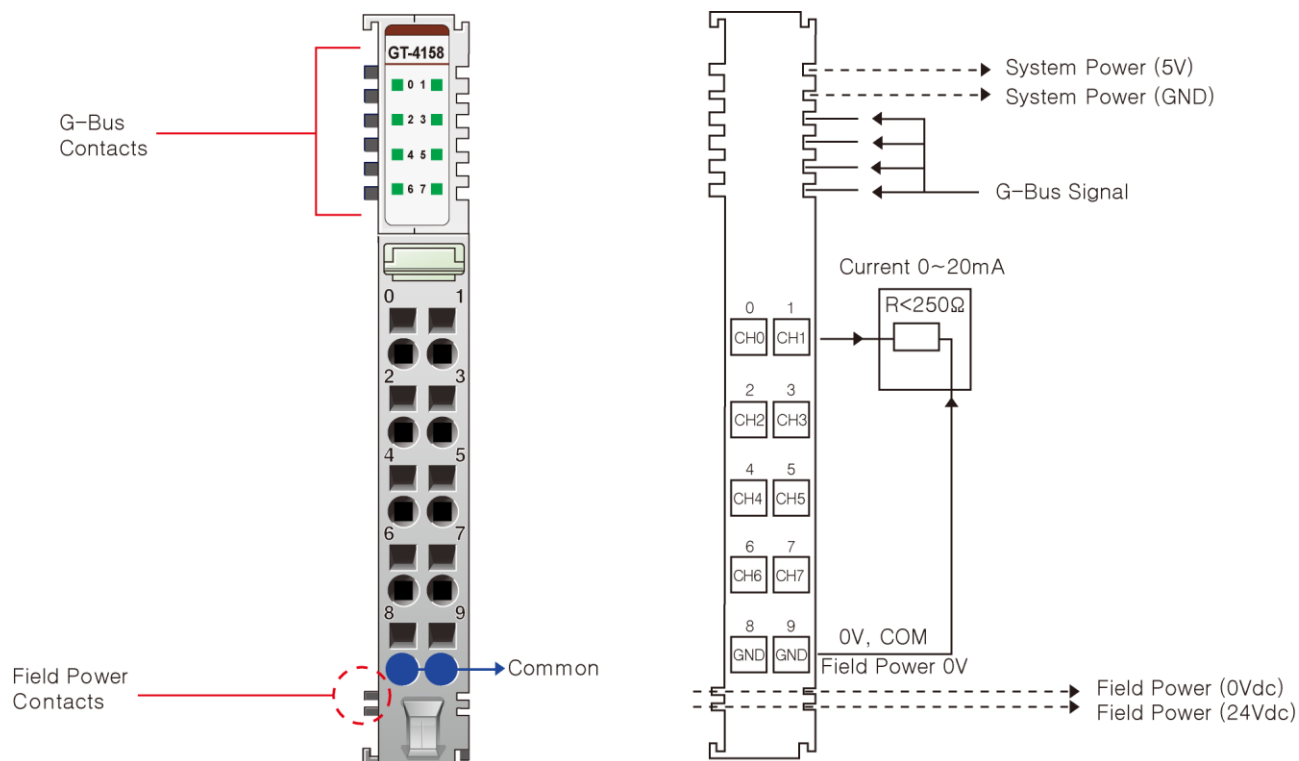 GT-4158
0 1
2 3
4 5
6 7
G-Bus
Contacts
0 1
2 3
4 5
6 7
8 9
Common
Field Power
Contacts
System Power (5V)
System Power (GND)
G-Bus Signal
Current 0~20mA
R<250Ω
0 1
CH0 CH1
2 3
CH2 CH3
4 5
CH4 CH5
6 7
CH6 CH7
8 9
GND GND
0V, COM
Field Power 0V
Field Power (0Vdc)
Field Power (24Vdc)